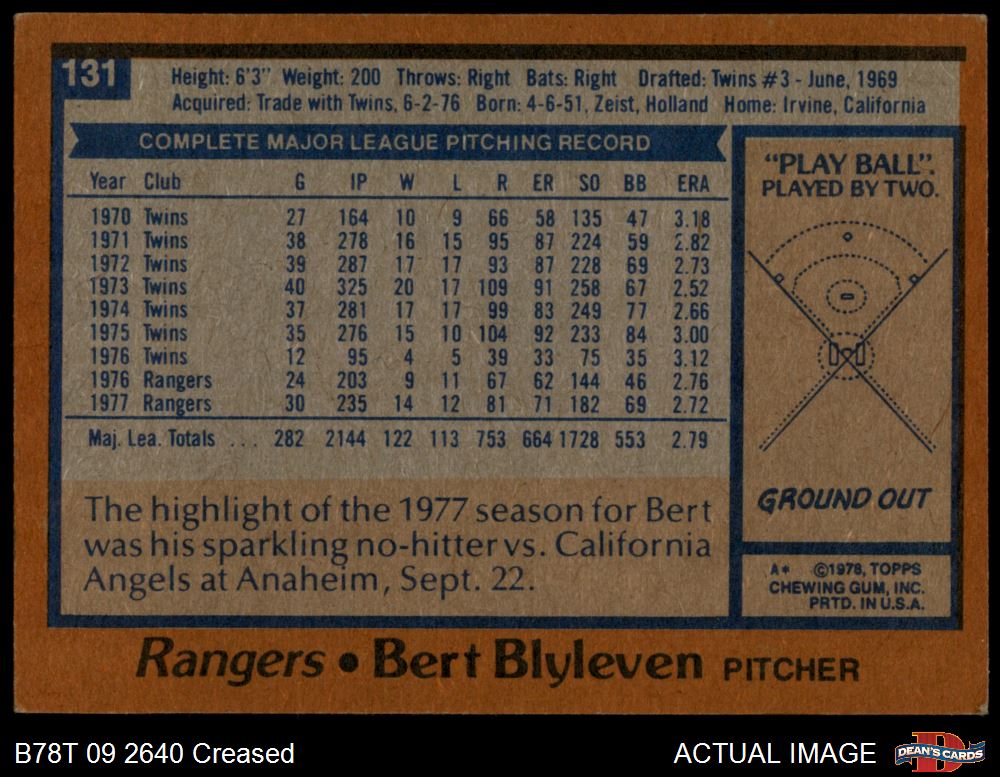 131
Height: 6'3" Weight: 200 Throws: Right Bats: Right Drafted: Twins #3 - June, 1969
Acquired: Trade with Twins, 6-2-76 Born: 4-6-51, Zeist, Holland Home: Irvine, California
COMPLETE MAJOR LEAGUE PITCHING RECORD
Year Club G IP W L R ER SO BB ERA
1970 Twins 27 164 10 9 66 58 135 47 3.18
1971 Twins 38 278 16 15 95 87 224 59 2.82
1972 Twins 39 287 17 17 93 87 228 69 2.73
1973 Twins 40 325 20 17 109 91 258 67 2.52
1974 Twins 37 281 17 17 99 83 249 77 2.66
1975 Twins 35 276 15 10 104 92 233 84 3.00
1976 Twins 12 95 4 5 39 33 75 35 3.12
1976 Rangers 24 203 9 11 67 62 144 46 2.76
1977 Rangers 30 235 14 12 81 71 182 69 2.72
Maj. Lea. Totals ... 282 2144 122 113 753 664 1728 553 2.79
The highlight of the 1977 season for Bert
was his sparkling no-hitter vs. California
Angels at Anaheim, Sept. 22.
"PLAY BALL".
PLAYED BY TWO.
GROUND OUT
A* ©1978, TOPPS
CHEWING GUM, INC.
PRTD. IN U.S.A.
Rangers • Bert Blyleven PITCHER
B78T 09 2640 Creased
ACTUAL IMAGE
DEAN'S CARDS